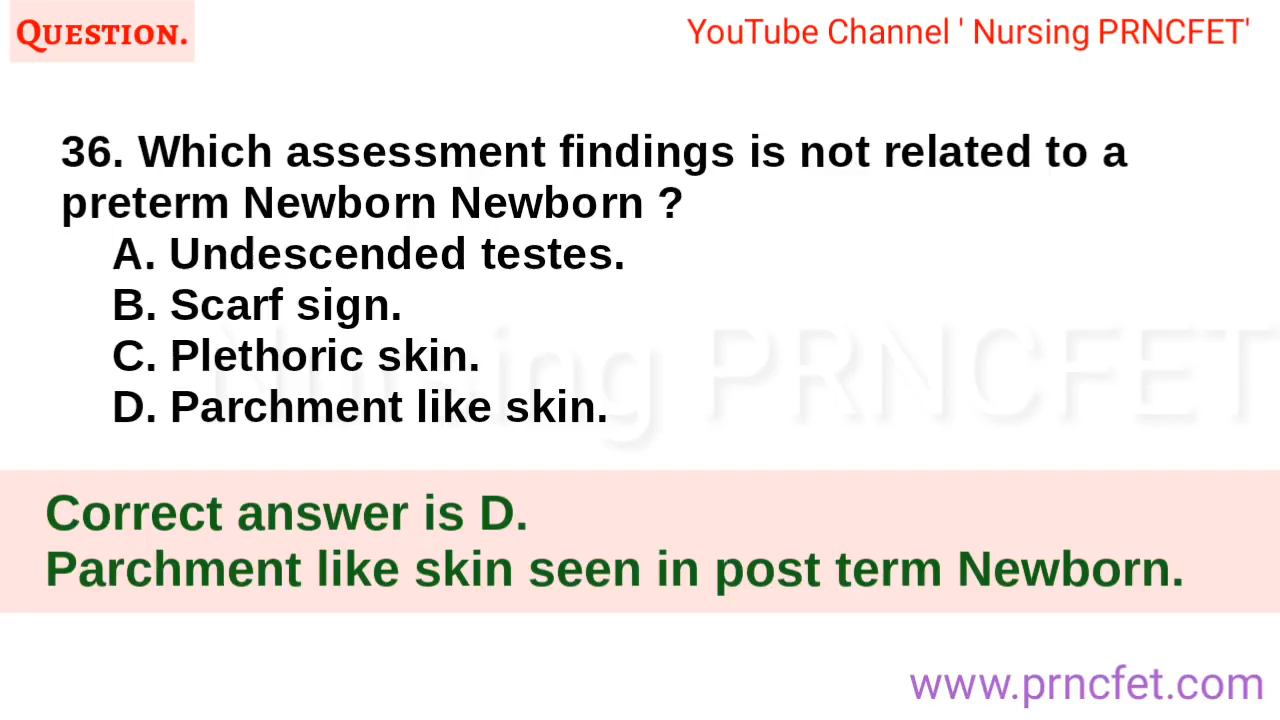 QUESTION.
YouTube Channel ' Nursing PRNCFET'
36. Which assessment findings is not related to a
preterm Newborn Newborn ?
A. Undescended testes.
B. Scarf sign.
C. Plethoric skin.
D. Parchment like skin.
Nursing PRNCFET
Correct answer is D.
Parchment like skin seen in post term Newborn.
www.prncfet.com